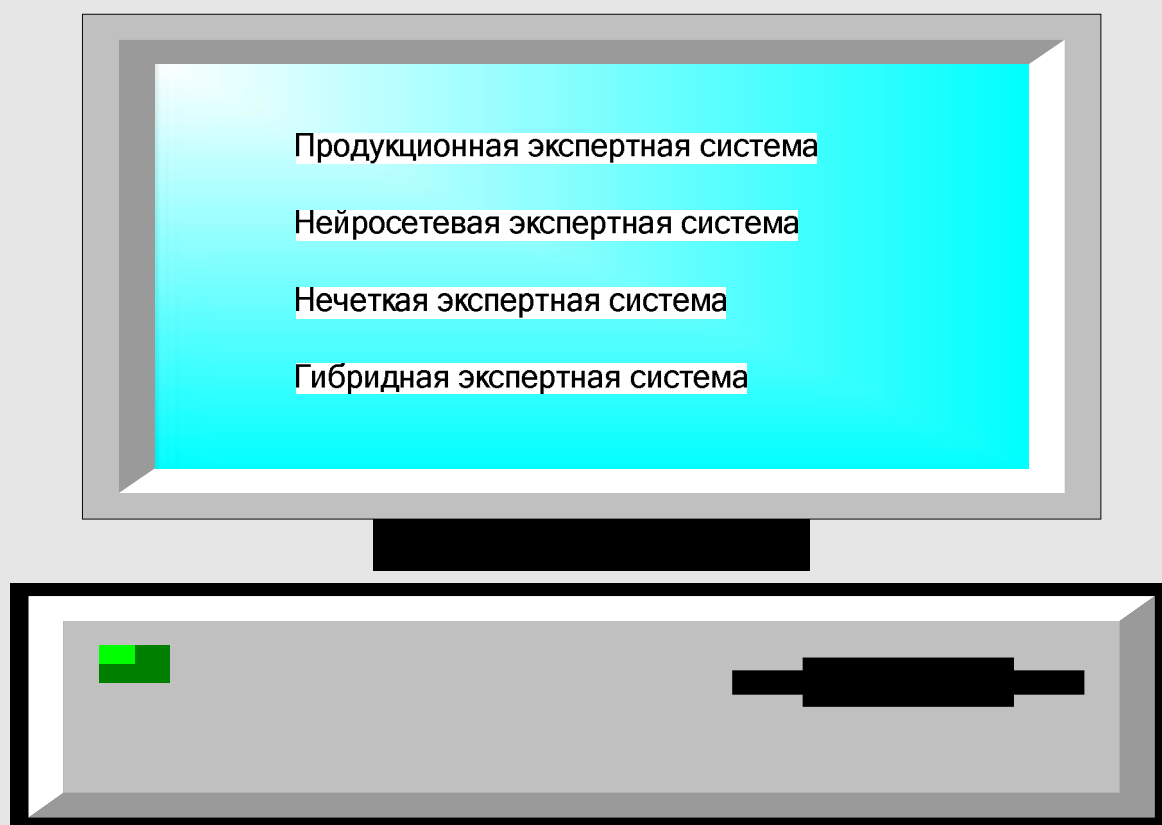 Продукционная экспертная система
Нейросетевая экспертная система
Нечеткая экспертная система
Гибридная экспертная система